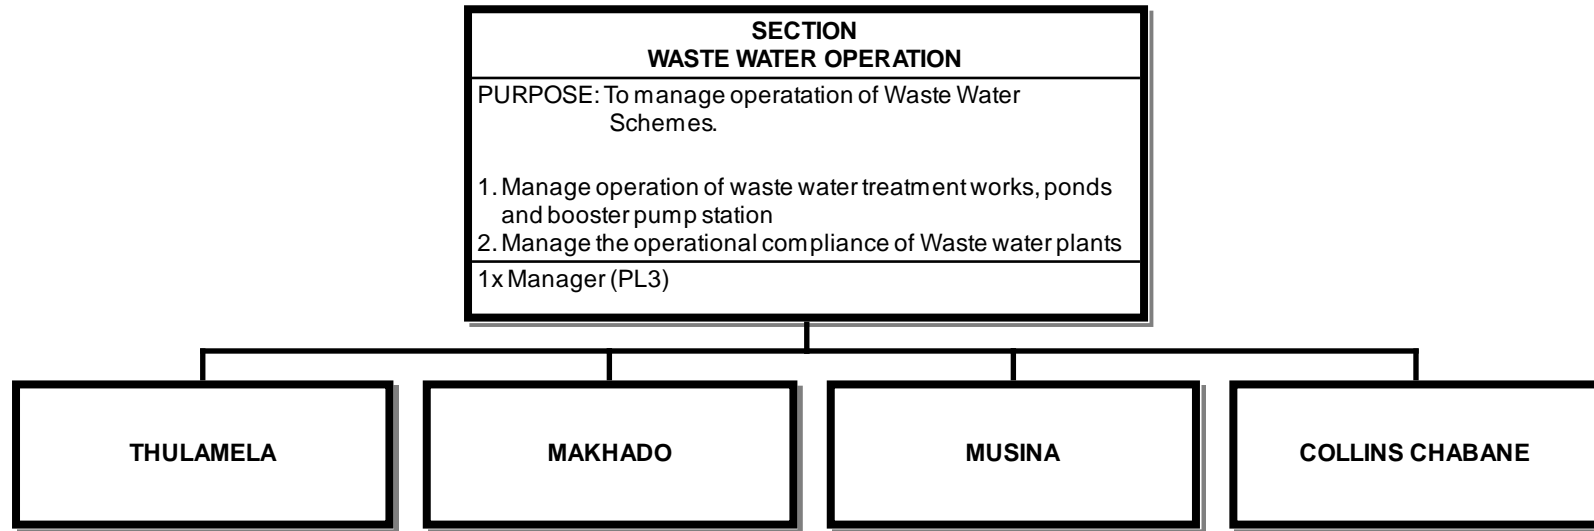 SECTION
WASTE WATER OPERATION
PURPOSE: To manage operatation of Waste Water
Schemes.
1. Manage operation of waste water treatment works, ponds
and booster pump station
2. Manage the operational compliance of Waste water plants
1x Manager (PL3)
THULAMELA
MAKHADO
MUSINA
COLLINS CHABANE